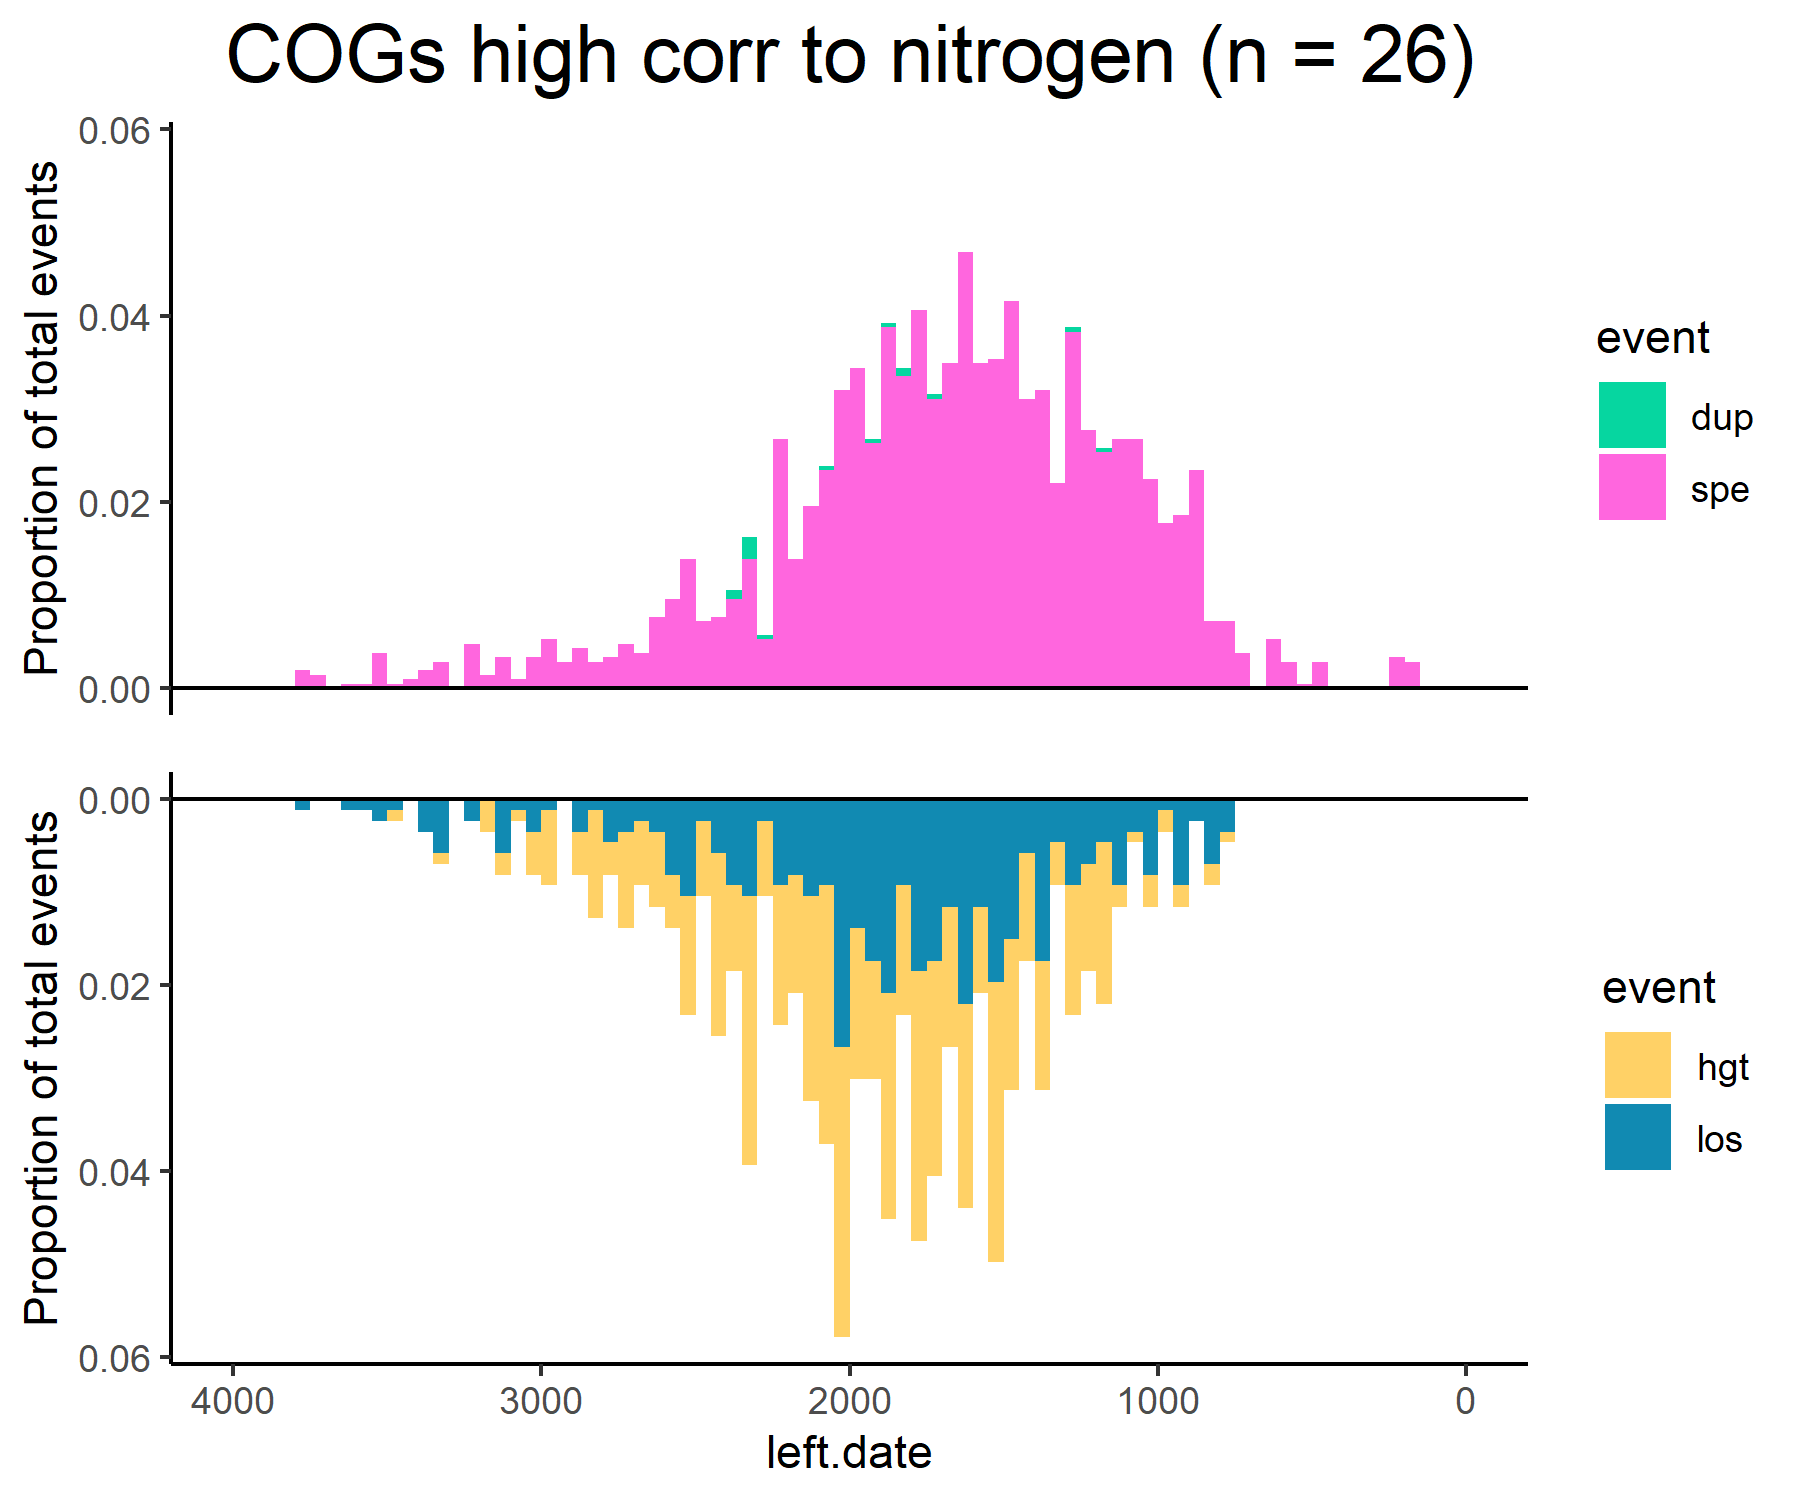 COGs high corr to nitrogen (n = 26)
Proportion of total events
0.06
0.04
0.02
0.00
event
dup
spe
Proportion of total events
0.00
0.02
0.04
0.06
event
hgt
los
4000 3000 2000 1000 0
left.date